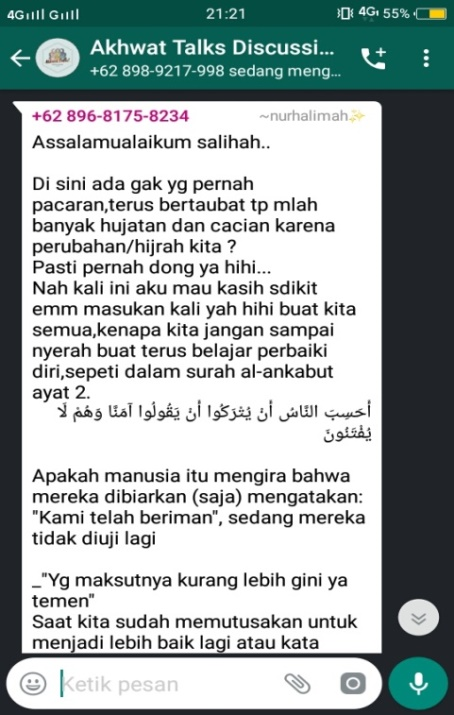 4G 4G 21:21 4G 55%
Akhwat Talks Discussi...
+62 898-9217-998 sedang meng...
+62 896-8175-8234 ~nurhalimah✨
Assalamualaikum salihah..
Di sini ada gak yg pernah
pacaran,terus bertaubat tp mlah
banyak hujatan dan cacian karena
perubahan/hijrah kita ?
Pasti pernah dong ya hihi...
Nah kali ini aku mau kasih sdikit
emm masukan kali yah hihi buat kita
semua,kenapa kita jangan sampai
nyerah buat terus belajar perbaiki
diri,sepeti dalam surah al-ankabut
ayat 2.
أَحَسِبَ النَّاسُ أَنْ يُتْرَكُوا أَنْ يَقُولُوا آمَنَّا وَهُمْ لَا
يُفْتَنُونَ
Apakah manusia itu mengira bahwa
mereka dibiarkan (saja) mengatakan:
"Kami telah beriman", sedang mereka
tidak diuji lagi
_"Yg maksutnya kurang lebih gini ya
temen"
Saat kita sudah memutusakan untuk
menjadi lebih baik lagi atau kata
Ketik pesan